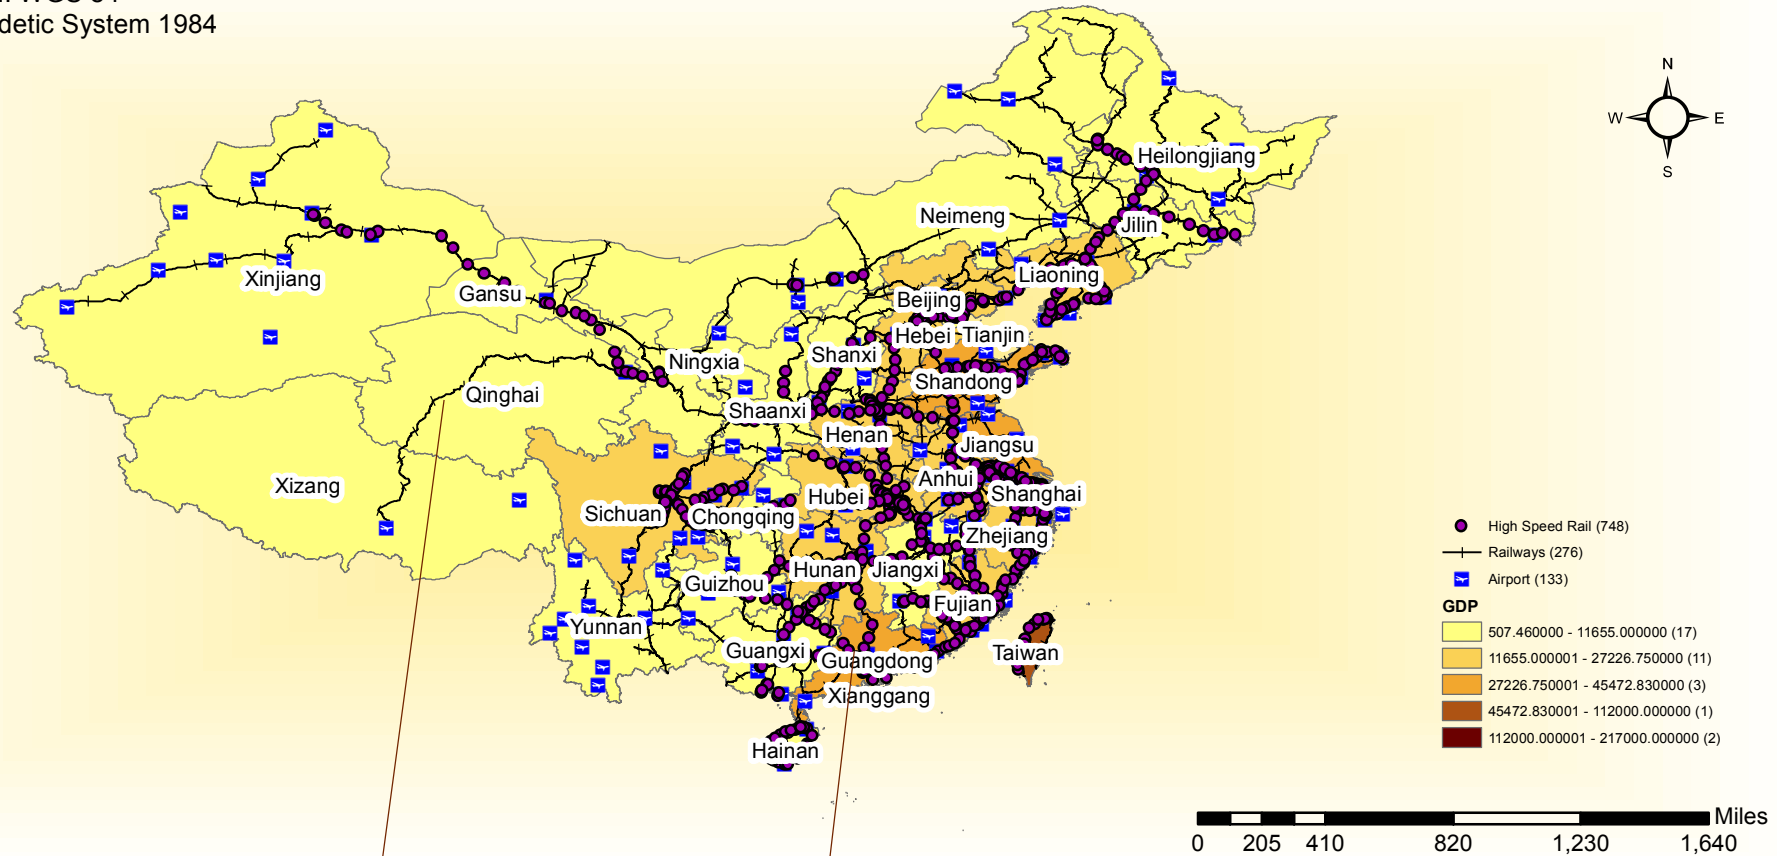 detic System 1984
N
W
E
S
Heilongjiang
Neimeng
Jilin
Xinjiang
Gansu
Liaoning
Beijing
Hebei
Tianjin
Ningxia
Shanxi
Qinghai
Shandong
Shaanxi
Henan
Jiangsu
Xizang
Anhui
Hubei
Shanghai
Sichuan
Chongqing
Zhejiang
Guizhou
Hunan
Jiangxi
Fujian
Yunnan
Guangxi
Guangdong
Taiwan
Xianggang
Hainan
High Speed Rail (748)
Railways (276)
Airport (133)
GDP
507.460000 - 11655.000000 (17)
11655.000001 - 27226.750000 (11)
27226.750001 - 45472.830000 (3)
45472.830001 - 112000.000000 (1)
112000.000001 - 217000.000000 (2)
Miles
0 205 410 820 1,230 1,640